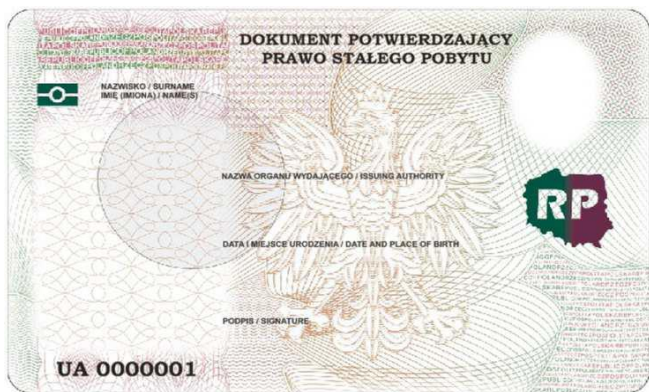 DOKUMENT POTWIERDZAJĄCY
PRAWO STAŁEGO POBYTU
NAZWISKO / SURNAME
IMIĘ (IMIONA) / NAME(S)
NAZWA ORGANU WYDAJĄCEGO / ISSUING AUTHORITY
RP
DATA I MIEJSCE URODZENIA / DATE AND PLACE OF BIRTH
PODPIS / SIGNATURE
UA 0000001